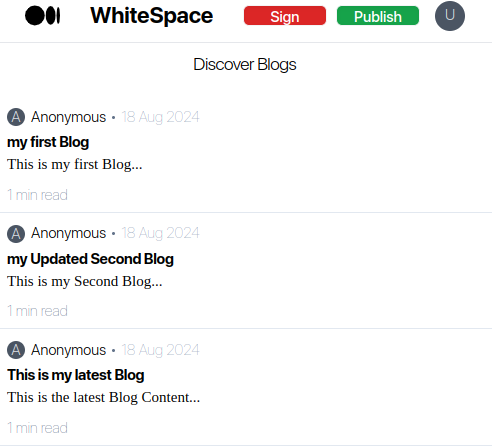 WhiteSpace Sign Publish U
Discover Blogs
A Anonymous • 18 Aug 2024
my first Blog
This is my first Blog...
1 min read
A Anonymous • 18 Aug 2024
my Updated Second Blog
This is my Second Blog...
1 min read
A Anonymous • 18 Aug 2024
This is my latest Blog
This is the latest Blog Content...
1 min read